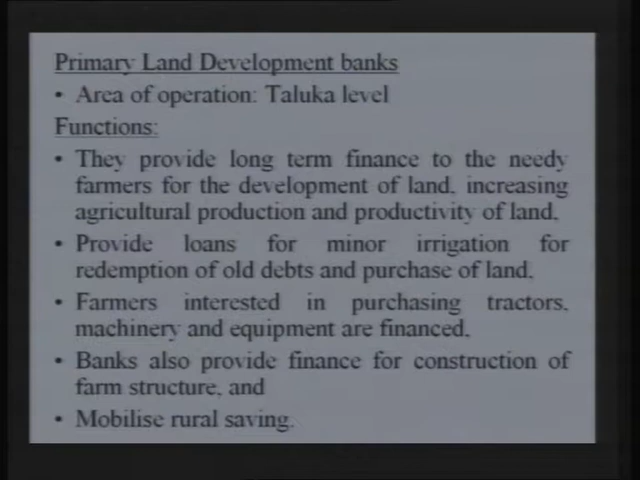 Primary Land Development banks
• Area of operation: Taluka level
Functions:
• They provide long term finance to the needy
farmers for the development of land, increasing
agricultural production and productivity of land.
• Provide loans for minor irrigation for
redemption of old debts and purchase of land.
• Farmers interested in purchasing tractors,
machinery and equipment are financed.
• Banks also provide finance for construction of
farm structure, and
• Mobilise rural saving.